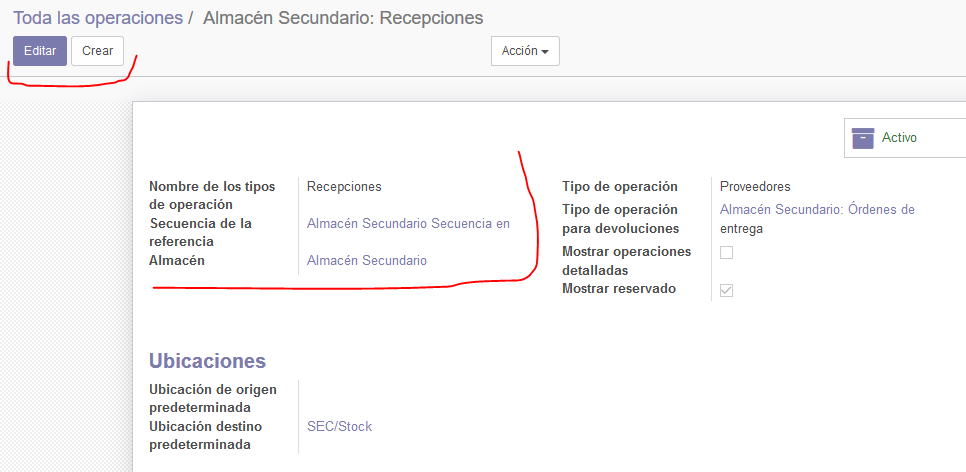 Toda las operaciones / Almacén Secundario: Recepciones
Editar Crear Acción
Activo
Nombre de los tipos de operación Recepciones
Secuencia de la referencia Almacén Secundario Secuencia en
Almacén Almacén Secundario
Tipo de operación Proveedores
Tipo de operación para devoluciones Almacén Secundario: Órdenes de entrega
Mostrar operaciones detalladas
Mostrar reservado
Ubicaciones
Ubicación de origen predeterminada
Ubicación destino predeterminada SEC/Stock